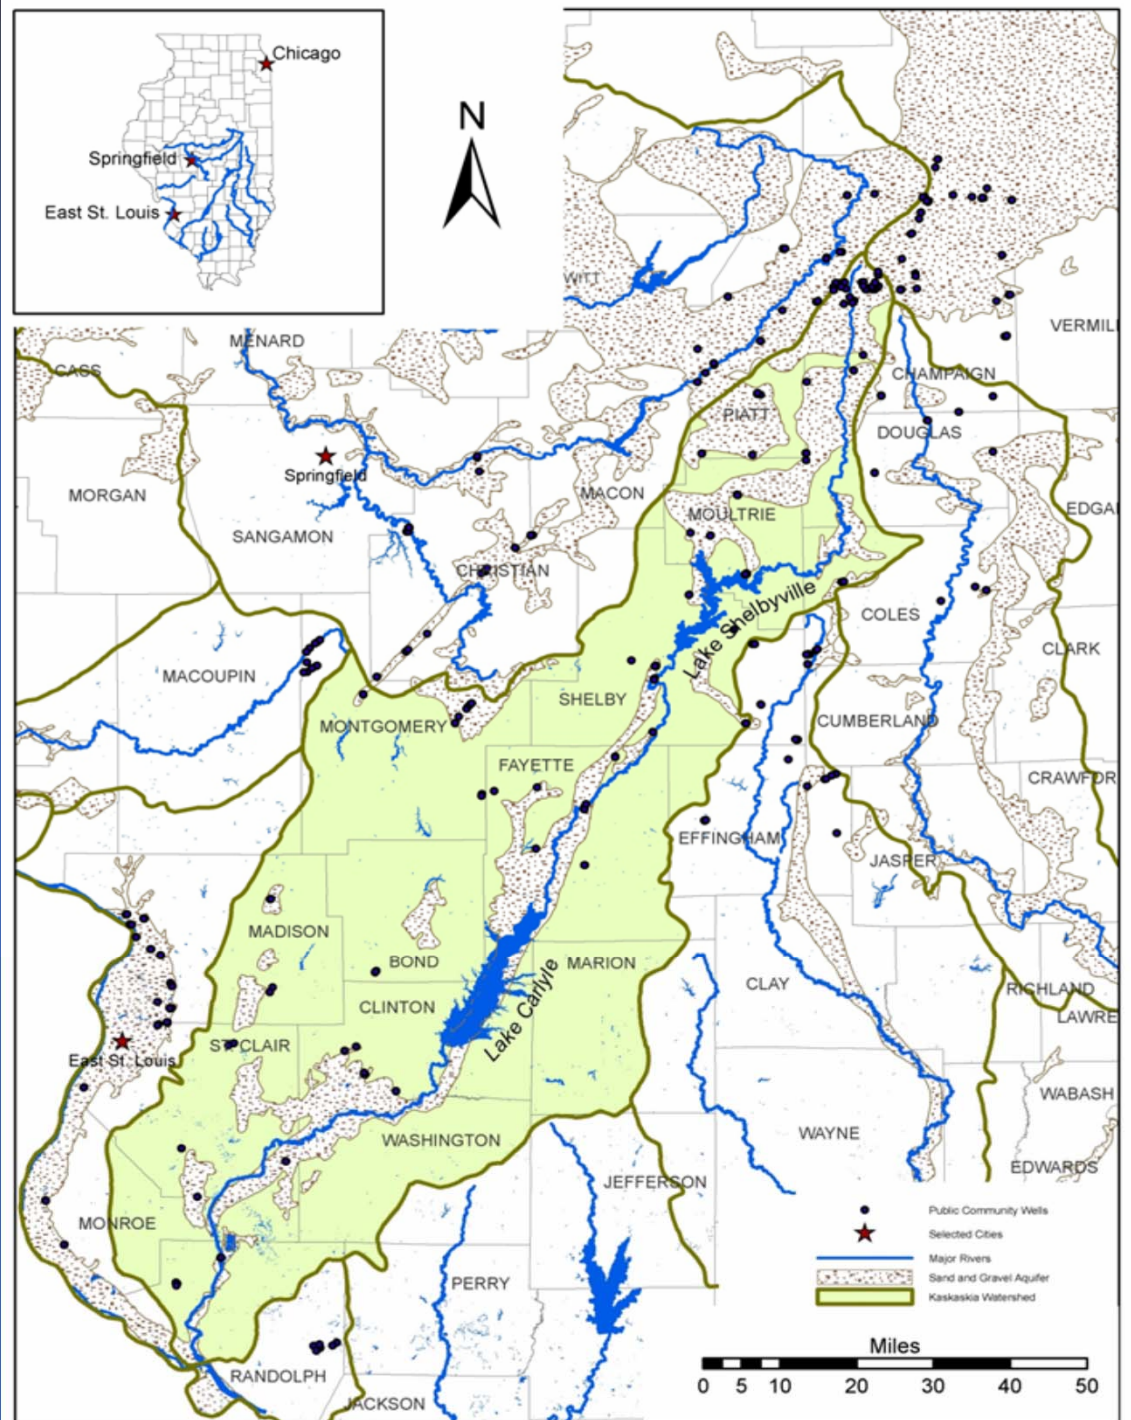 Chicago
Springfield
East St. Louis
N
WITT
VERMILI
MENARD
CASS
CHAMPAIGN
PIATT
DOUGLAS
Springfield
MORGAN
MACON
EDGA
MOULTRIE
SANGAMON
CHRISTIAN
Lake Shelbyville
COLES
CLARK
MACOUPIN
SHELBY
MONTGOMERY
CUMBERLAND
FAYETTE
CRAWFOR
EFFINGHAM
JASPER
MADISON
BOND
MARION
CLAY
RICHLAND
CLINTON
Lake Carlyle
LAWRE
East St. Louis
ST. CLAIR
WABASH
WASHINGTON
WAYNE
EDWARDS
JEFFERSON
MONROE
PERRY
RANDOLPH
JACKSON
Public Community Wells
Selected Cities
Major Rivers
Sand and Gravel Aquifer
Kaskaskia Watershed
Miles
0 5 10 20 30 40 50